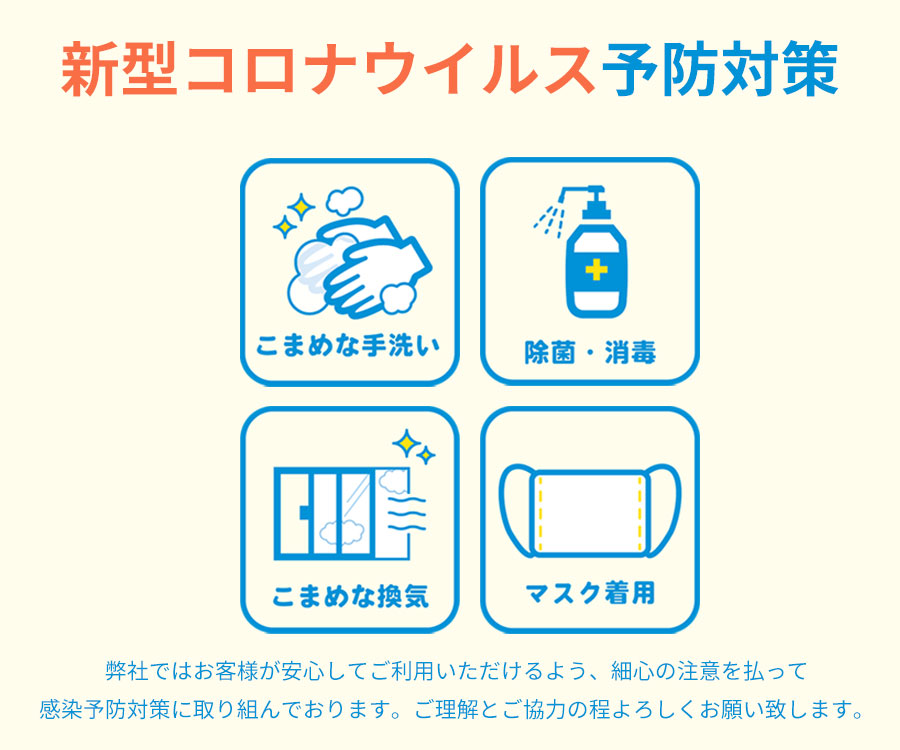 新型コロナウイルス予防対策
こまめな手洗い
除菌・消毒
こまめな換気
マスク着用
弊社ではお客様が安心してご利用いただけるよう、細心の注意を払って
感染予防対策に取り組んでおります。ご理解とご協力の程よろしくお願い致します。